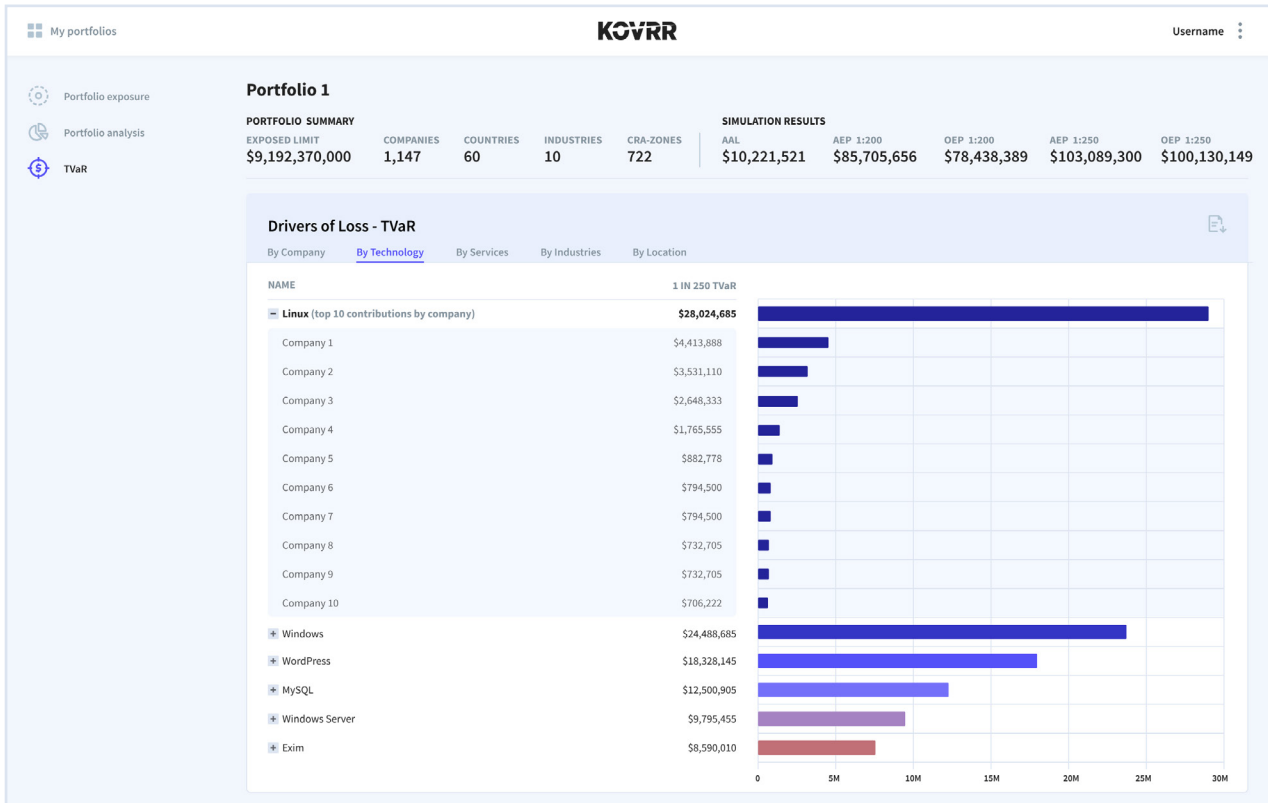 My portfolios
KOVRR
Username
Portfolio exposure
Portfolio analysis
TVaR
Portfolio 1
PORTFOLIO SUMMARY
SIMULATION RESULTS
EXPOSED LIMIT COMPANIES COUNTRIES INDUSTRIES CRA-ZONES AAL AEP 1:200 OEP 1:200 AEP 1:250 OEP 1:250
$9,192,370,000 1,147 60 10 722 $10,221,521 $85,705,656 $78,438,389 $103,089,300 $100,130,149
Drivers of Loss - TVaR
By Company By Technology By Services By Industries By Location
NAME 1 IN 250 TVaR
Linux (top 10 contributions by company) $28,024,685
Company 1 $4,413,888
Company 2 $3,531,110
Company 3 $2,648,333
Company 4 $1,765,555
Company 5 $882,778
Company 6 $794,500
Company 7 $794,500
Company 8 $732,705
Company 9 $732,705
Company 10 $706,222
Windows $24,488,685
WordPress $18,328,145
MySQL $12,500,905
Windows Server $9,795,455
Exim $8,590,010
0 5M 10M 15M 20M 25M 30M